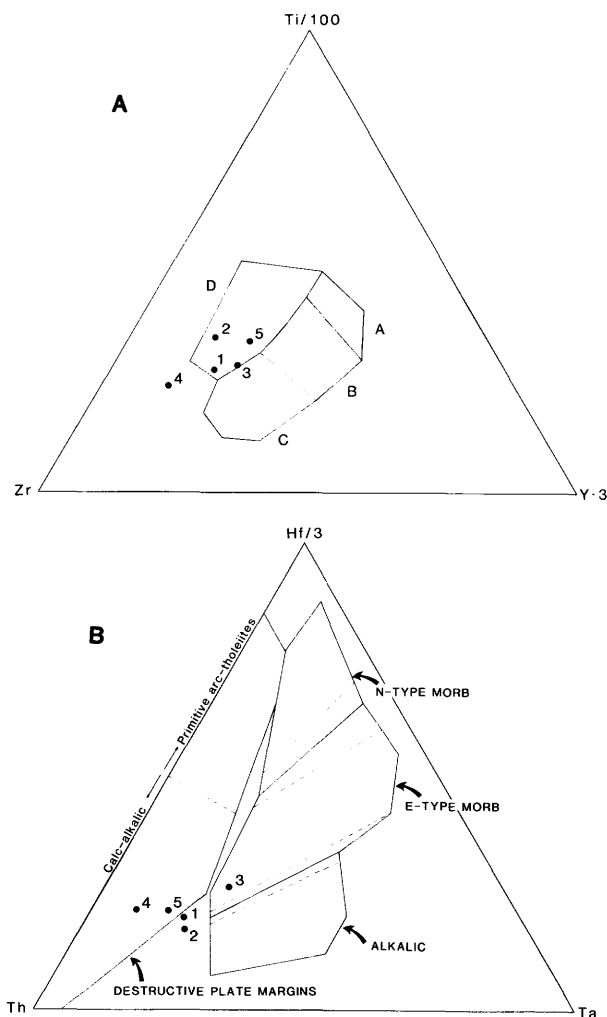 Ti/100
A
D
2
5
A
1
3
4
B
C
Zr
Y·3
Hf/3
B
Primitive arc-tholeiites
Calc-alkalic
N-TYPE MORB
E-TYPE MORB
3
4
5
1
2
ALKALIC
DESTRUCTIVE PLATE MARGINS
Th
Ta